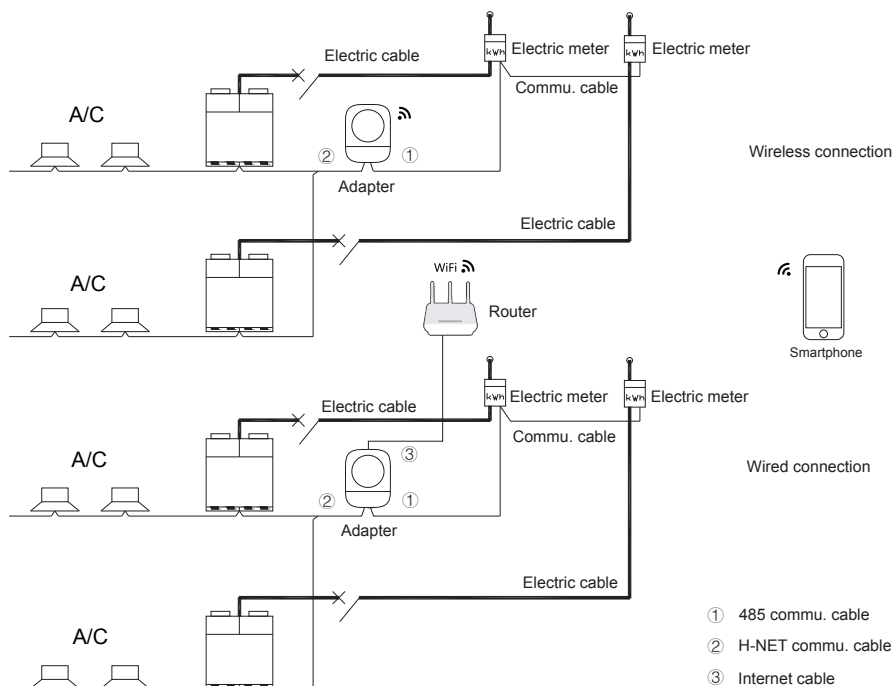 Electric cable
kWh
Electric meter
kWh
Electric meter
Commu. cable
A/C
②
①
Wireless connection
Adapter
Electric cable
WiFi
A/C
Router
Smartphone
kWh
Electric meter
kWh
Electric meter
Electric cable
Commu. cable
③
A/C
Wired connection
②
①
Adapter
Electric cable
① 485 commu. cable
A/C
② H-NET commu. cable
③ Internet cable